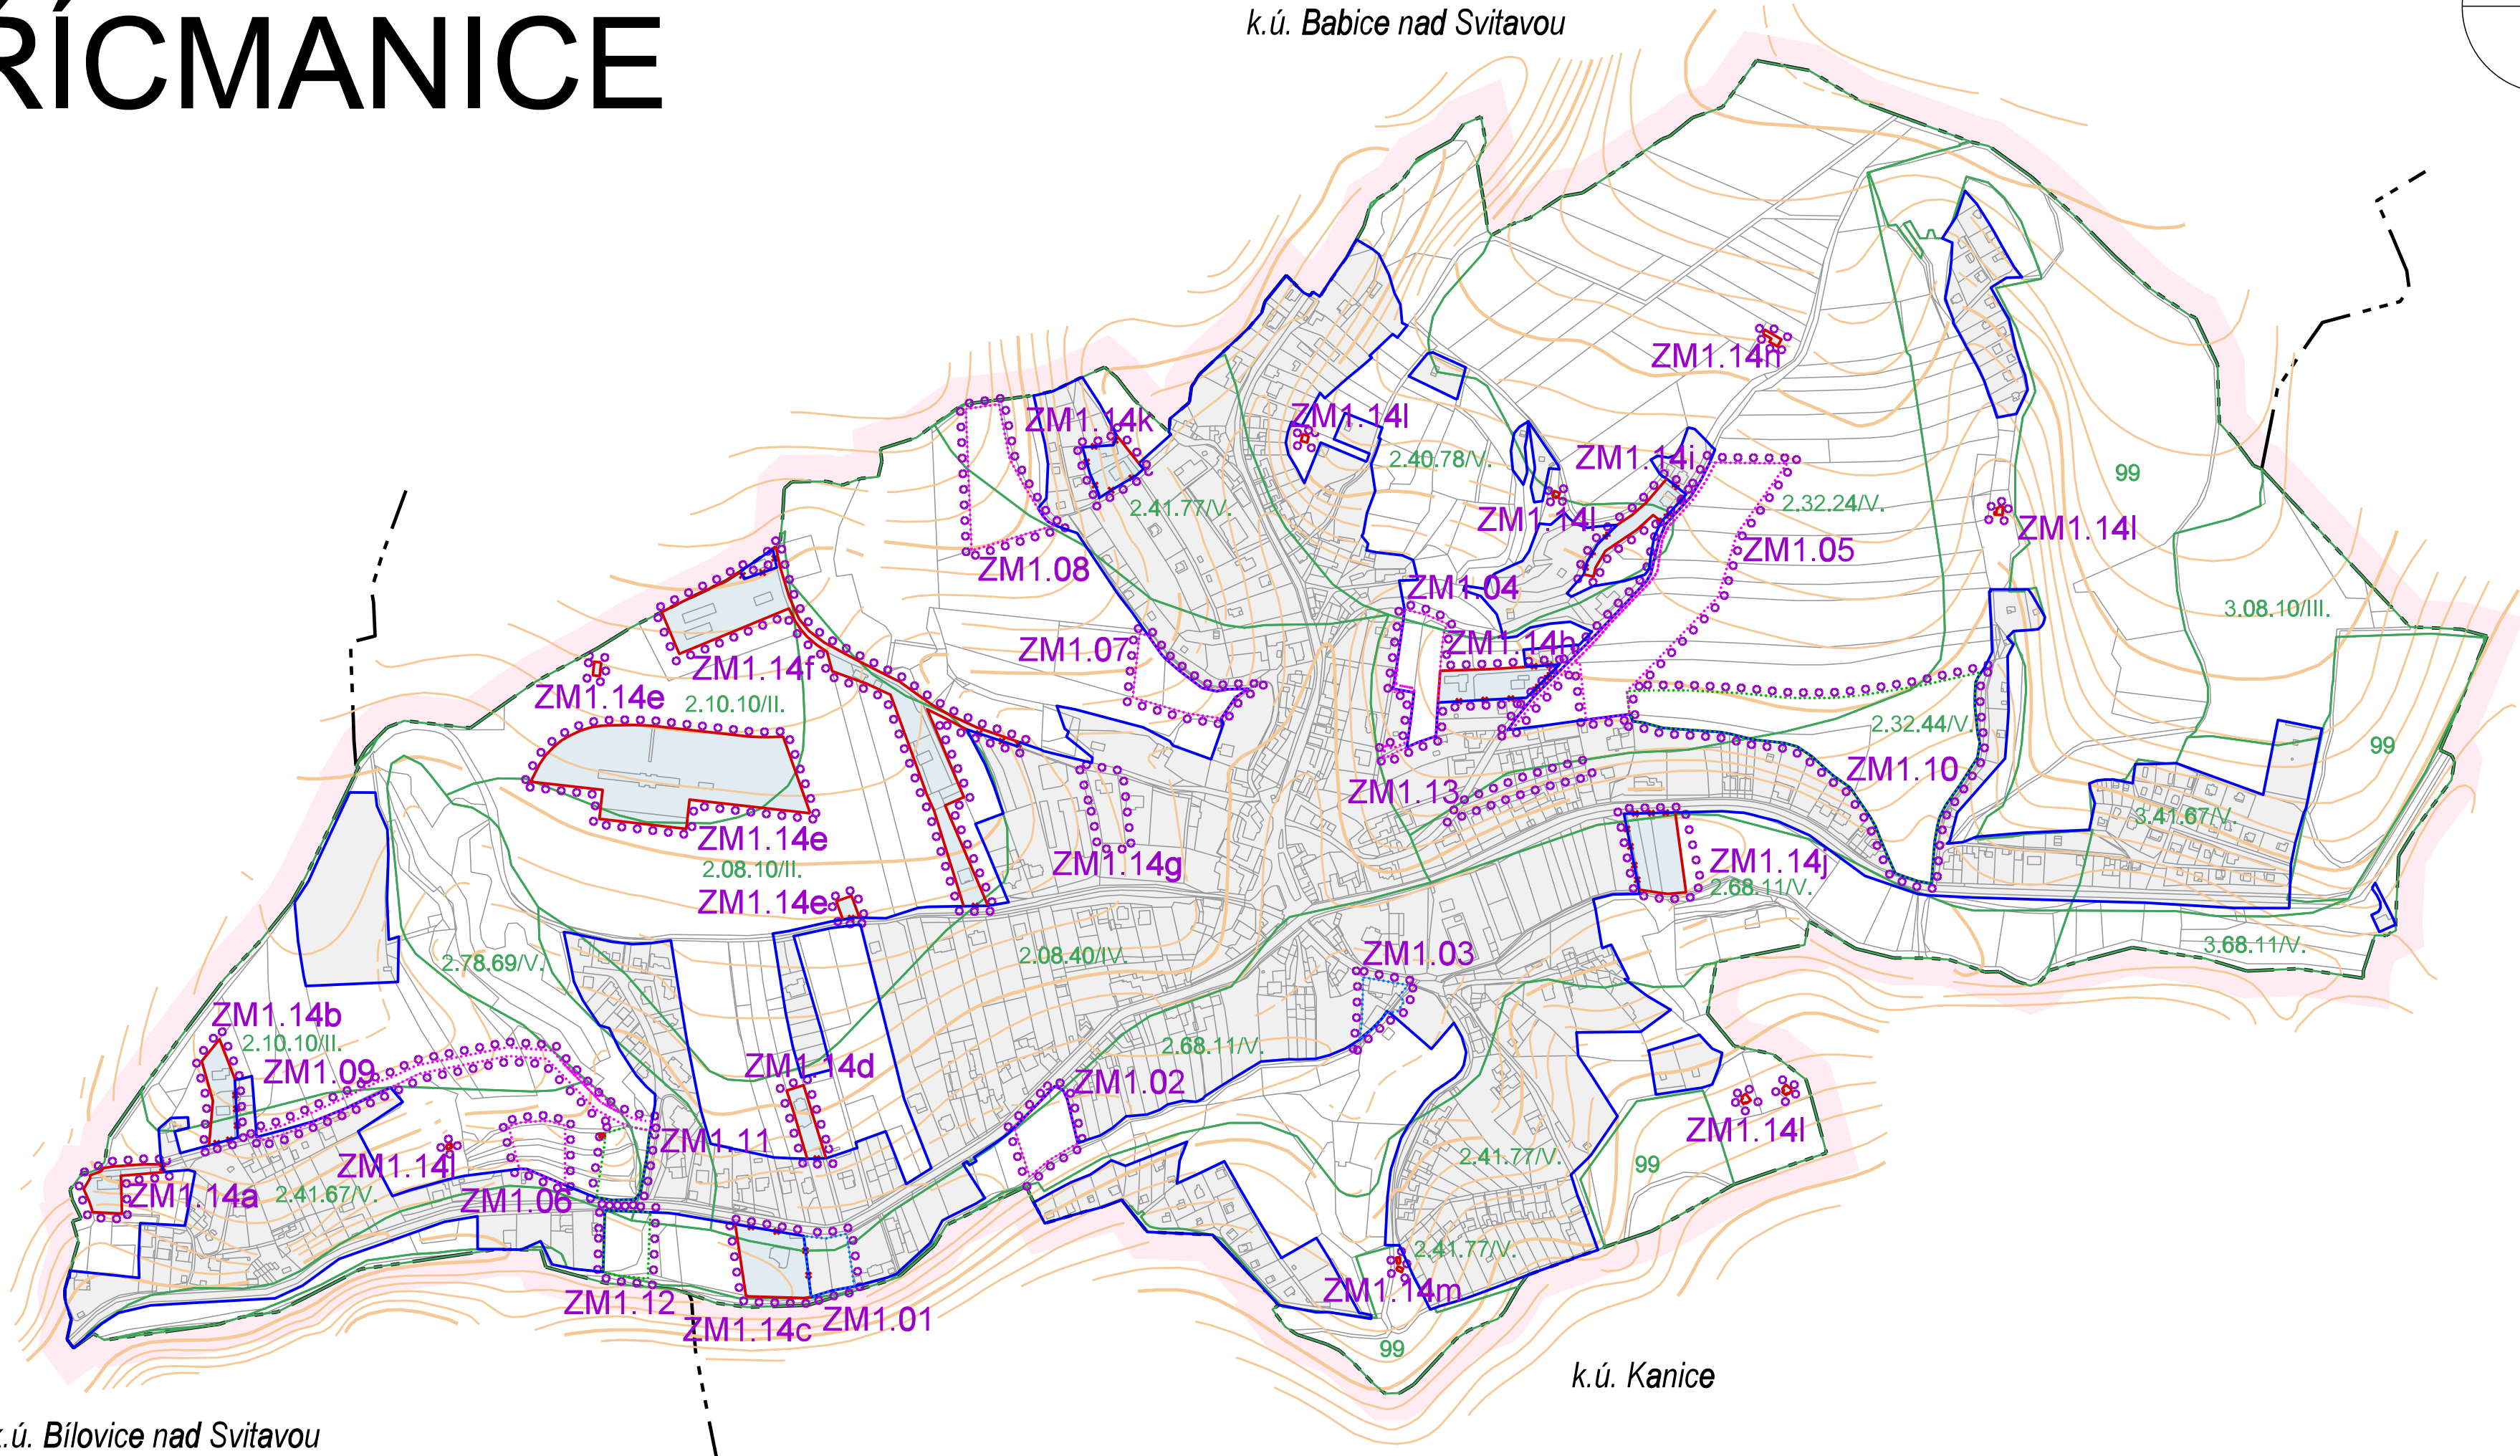 k.ú. Babice nad Svitavou
ŘÍCMANICE
ZM1.14n
ZM1.14k
ZM1.14l
2.40.78/V.
ZM1.14i
99
2.41.77/V.
2.32.24/V.
ZM1.14l
ZM1.14l
ZM1.05
ZM1.08
ZM1.04
3.08.10/III.
ZM1.07
ZM1.14h
ZM1.14f
ZM1.14e
2.10.10/II.
2.32.44/V.
99
ZM1.10
ZM1.13
3.41.67/V.
ZM1.14e
2.08.10/II.
ZM1.14g
ZM1.14j
2.68.11/V.
ZM1.14e
3.68.11/V.
2.08.40/IV.
ZM1.03
2.78.69/V.
ZM1.14b
2.10.10/II.
2.68.11/V.
ZM1.09
ZM1.14d
ZM1.02
ZM1.14l
ZM1.11
2.41.77/V.
99
ZM1.14l
ZM1.14a
2.41.67/V.
ZM1.06
2.41.77/V.
ZM1.14m
ZM1.12
ZM1.01
ZM1.14c
99
k.ú. Kanice
k.ú. Bílovice nad Svitavou